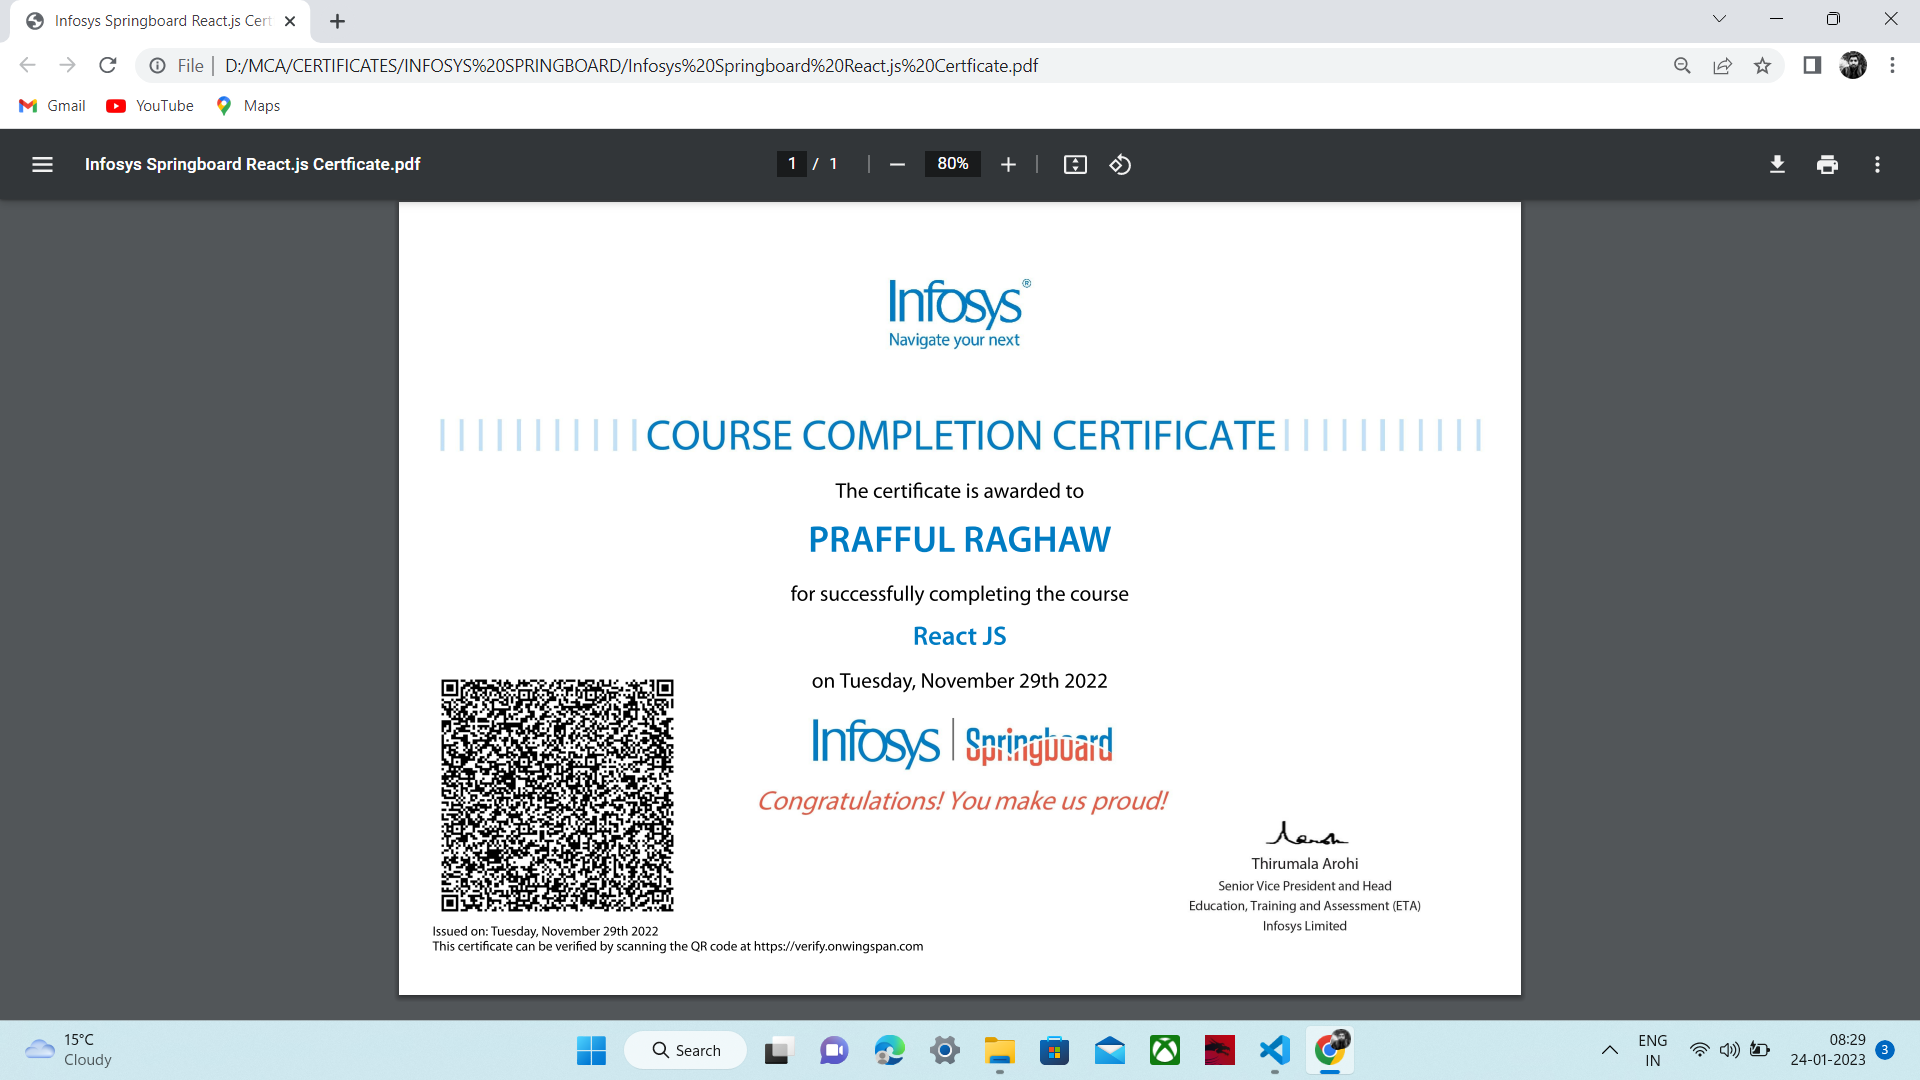 Infosys Springboard React.js Cert
File
D:/MCA/CERTIFICATES/INFOSYS%20SPRINGBOARD/Infosys%20Springboard%20React.js%20Certficate.pdf
Gmail
YouTube
Maps
Infosys Springboard React.js Certficate.pdf
1 / 1
80%
Infosys®
Navigate your next
COURSE COMPLETION CERTIFICATE
The certificate is awarded to
PRAFFUL RAGHAW
for successfully completing the course
React JS
on Tuesday, November 29th 2022
Infosys | Springboard
Congratulations! You make us proud!
Thirumala Arohi
Senior Vice President and Head
Education, Training and Assessment (ETA)
Infosys Limited
Issued on: Tuesday, November 29th 2022
This certificate can be verified by scanning the QR code at https://verify.onwingspan.com
15°C
Cloudy
Search
ENG
IN
08:29
24-01-2023
3